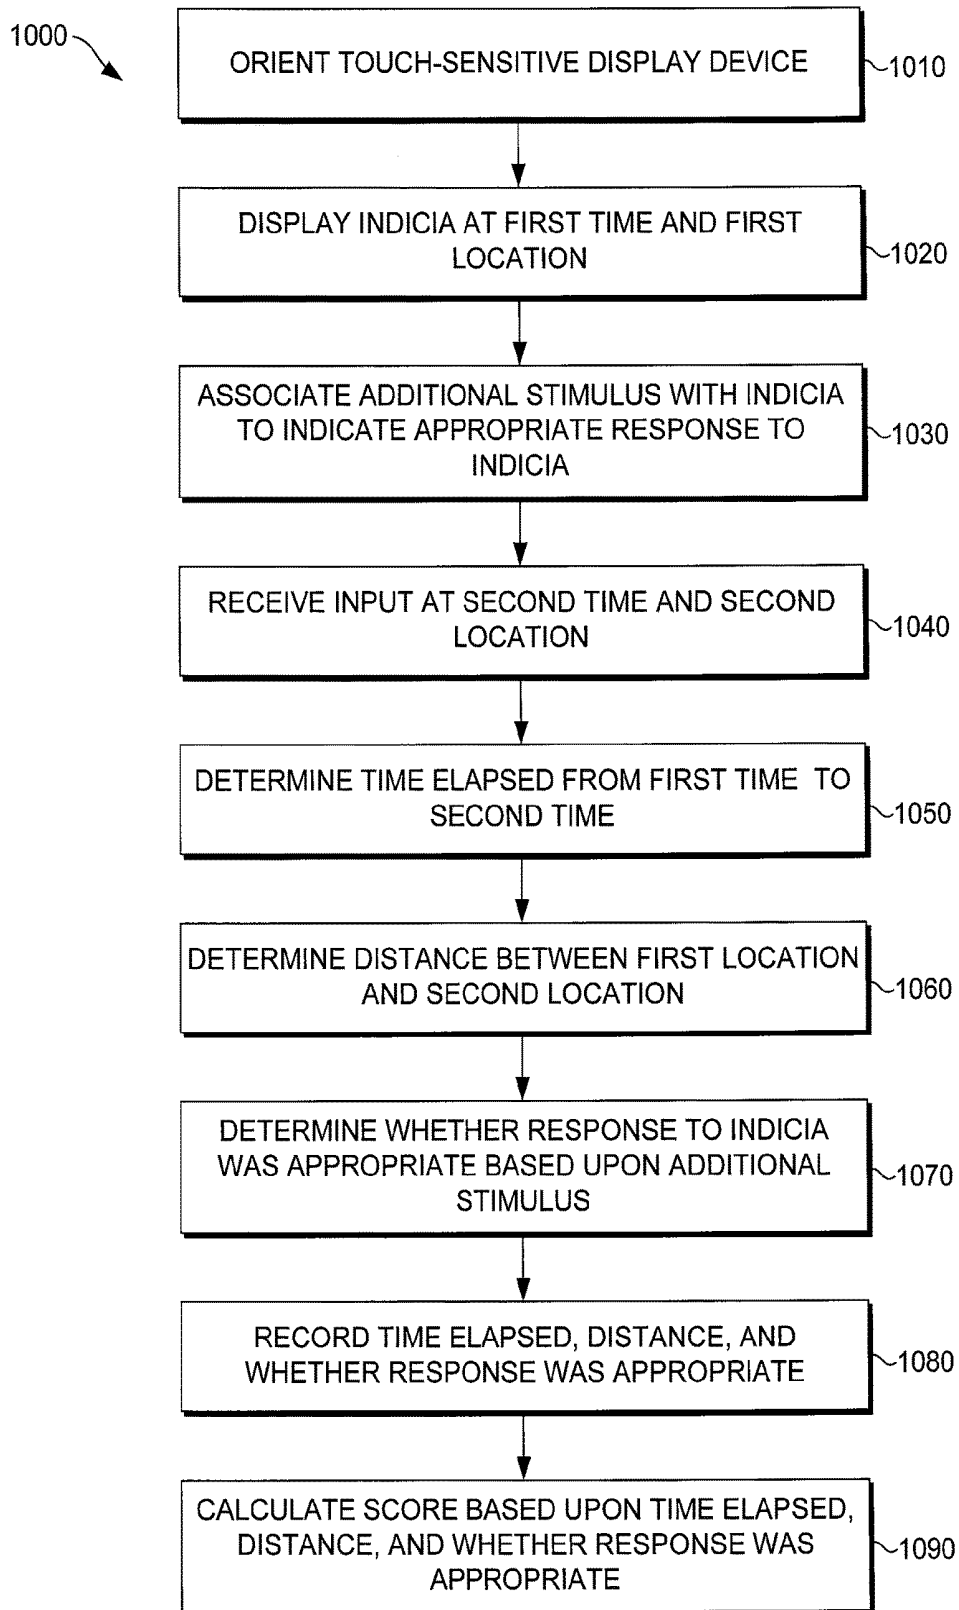 1000
ORIENT TOUCH-SENSITIVE DISPLAY DEVICE
1010
DISPLAY INDICIA AT FIRST TIME AND FIRST
LOCATION
1020
ASSOCIATE ADDITIONAL STIMULUS WITH INDICIA
TO INDICATE APPROPRIATE RESPONSE TO
INDICIA
1030
RECEIVE INPUT AT SECOND TIME AND SECOND
LOCATION
1040
DETERMINE TIME ELAPSED FROM FIRST TIME TO
SECOND TIME
1050
DETERMINE DISTANCE BETWEEN FIRST LOCATION
AND SECOND LOCATION
1060
DETERMINE WHETHER RESPONSE TO INDICIA
WAS APPROPRIATE BASED UPON ADDITIONAL
STIMULUS
1070
RECORD TIME ELAPSED, DISTANCE, AND
WHETHER RESPONSE WAS APPROPRIATE
1080
CALCULATE SCORE BASED UPON TIME ELAPSED,
DISTANCE, AND WHETHER RESPONSE WAS
APPROPRIATE
1090